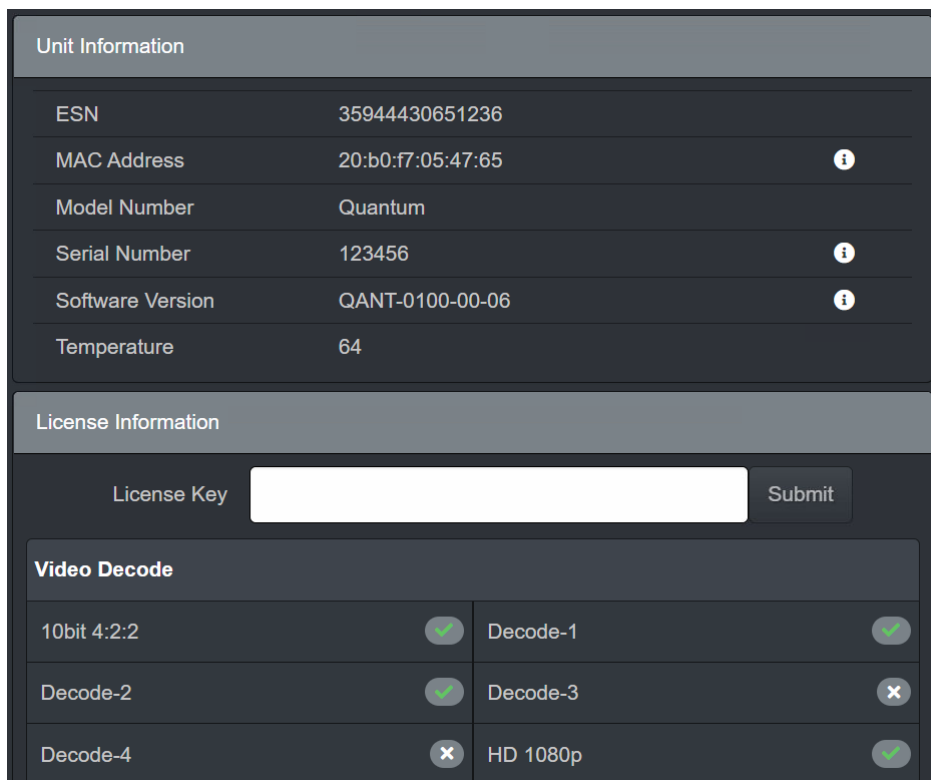 Unit Information
ESN 35944430651236
MAC Address 20:b0:f7:05:47:65
Model Number Quantum
Serial Number 123456
Software Version QANT-0100-00-06
Temperature 64
License Information
License Key Submit
Video Decode
10bit 4:2:2 Decode-1
Decode-2 Decode-3
Decode-4 HD 1080p